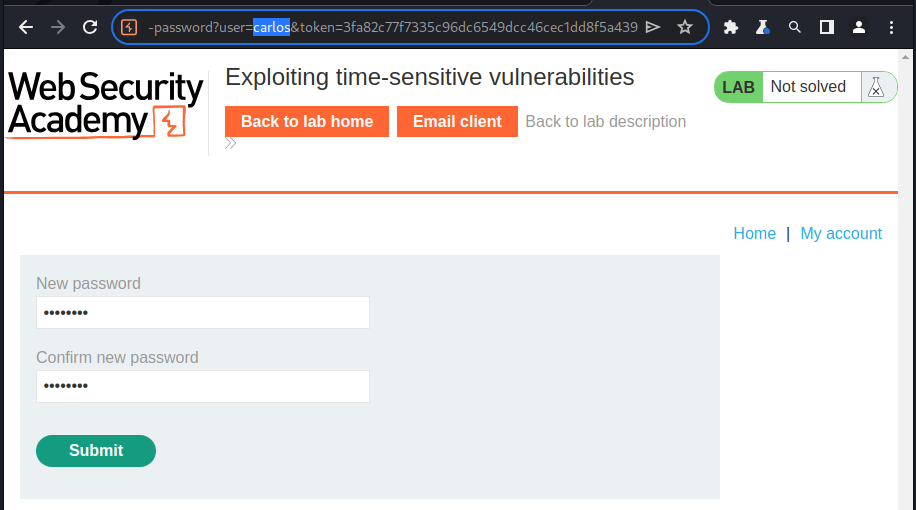 -password?user=carlos&token=3fa82c77f7335c96dc6549dcc46cec1dd8f5a439
Web Security
Academy
Exploiting time-sensitive vulnerabilities
LAB Not solved
Back to lab home Email client Back to lab description
Home | My account
New password
••••••••
Confirm new password
••••••••
Submit